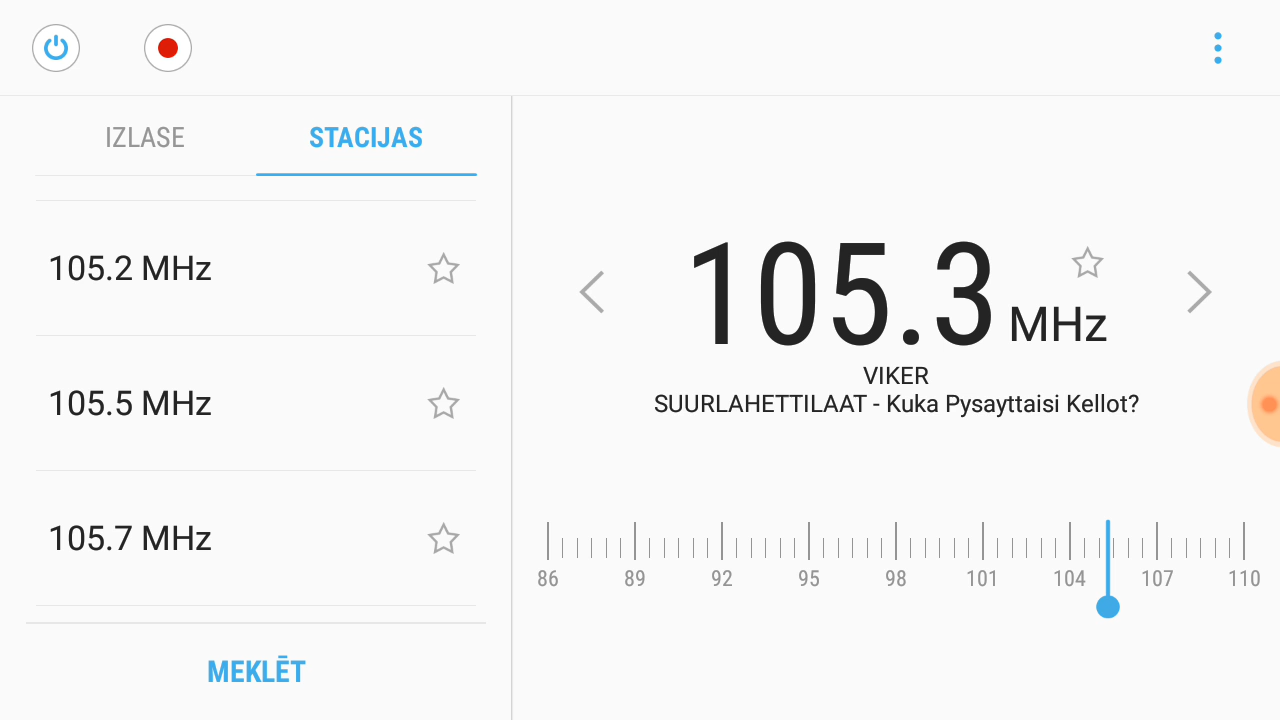 IZLASE
STACIJAS
105.2 MHz
105.5 MHz
105.7 MHz
MEKLĒT
105.3 MHz
VIKER
SUURLAHETTILAAT - Kuka Pysayttaisi Kellot?
86 89 92 95 98 101 104 107 110